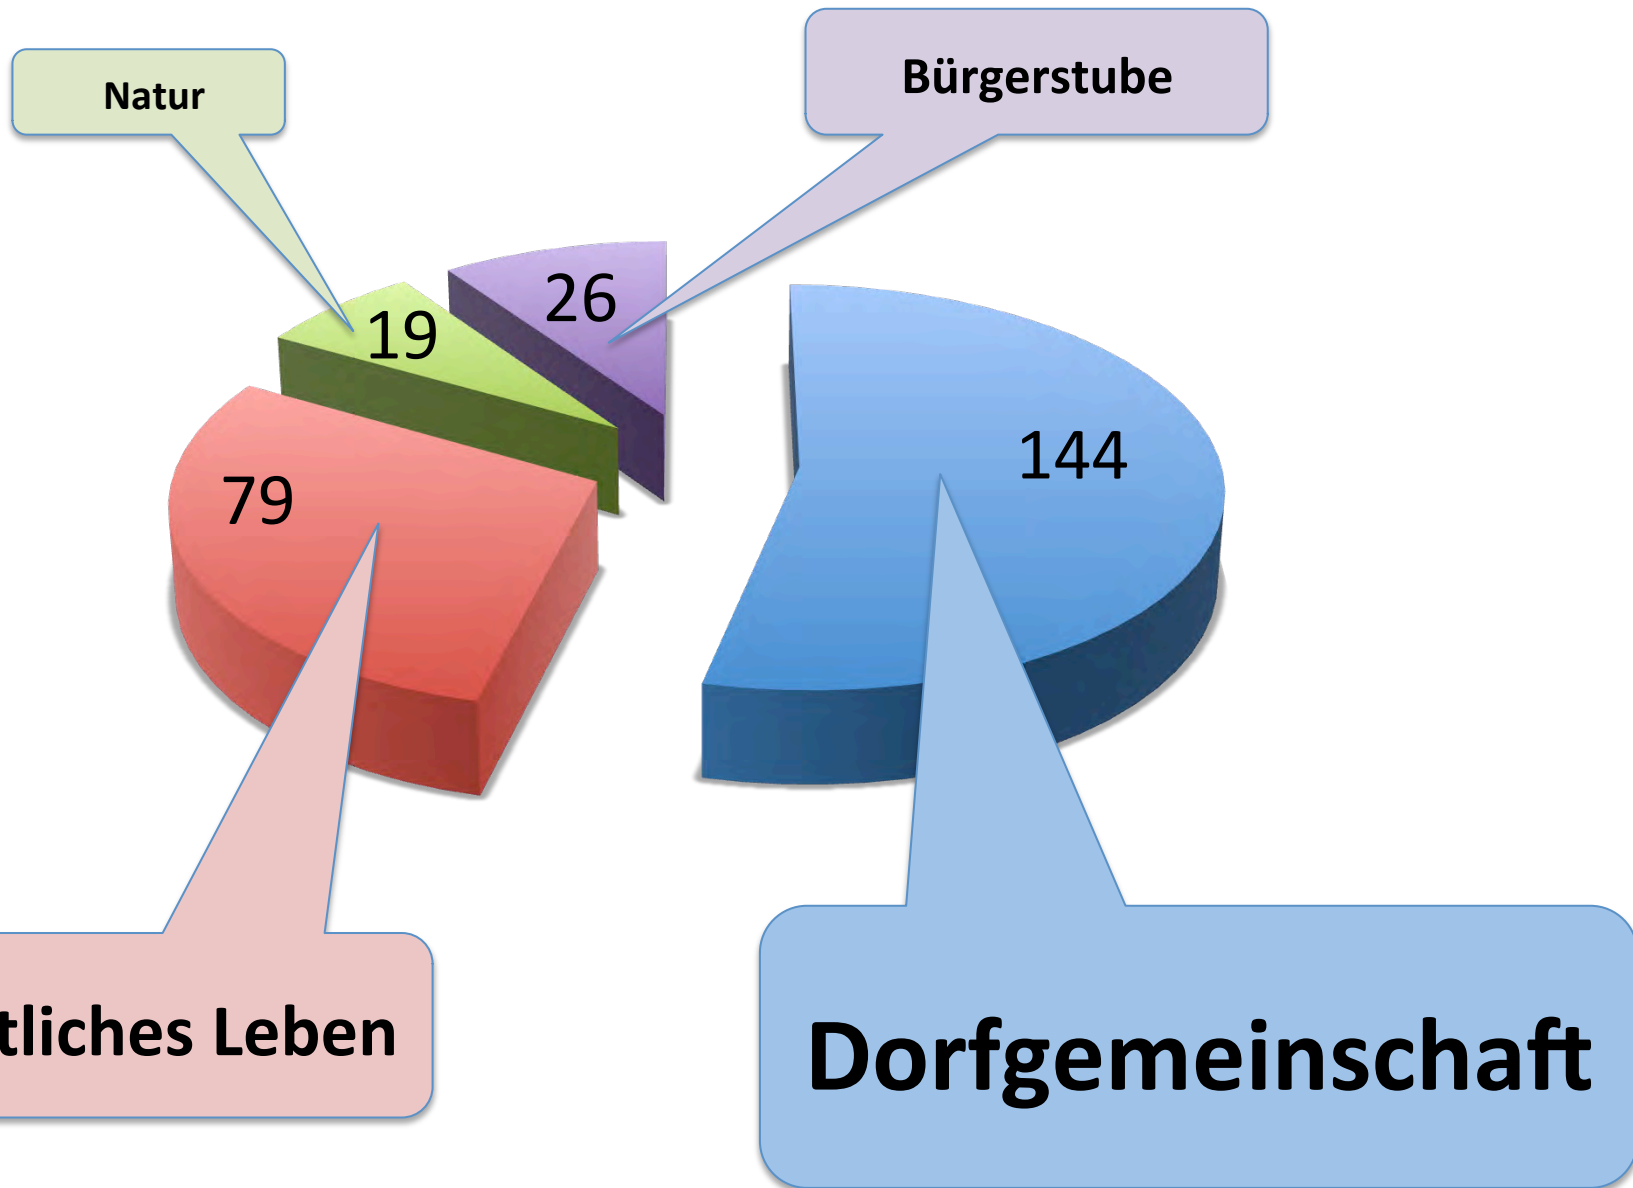 Natur
Bürgerstube
26
19
144
79
tliches Leben
Dorfgemeinschaft